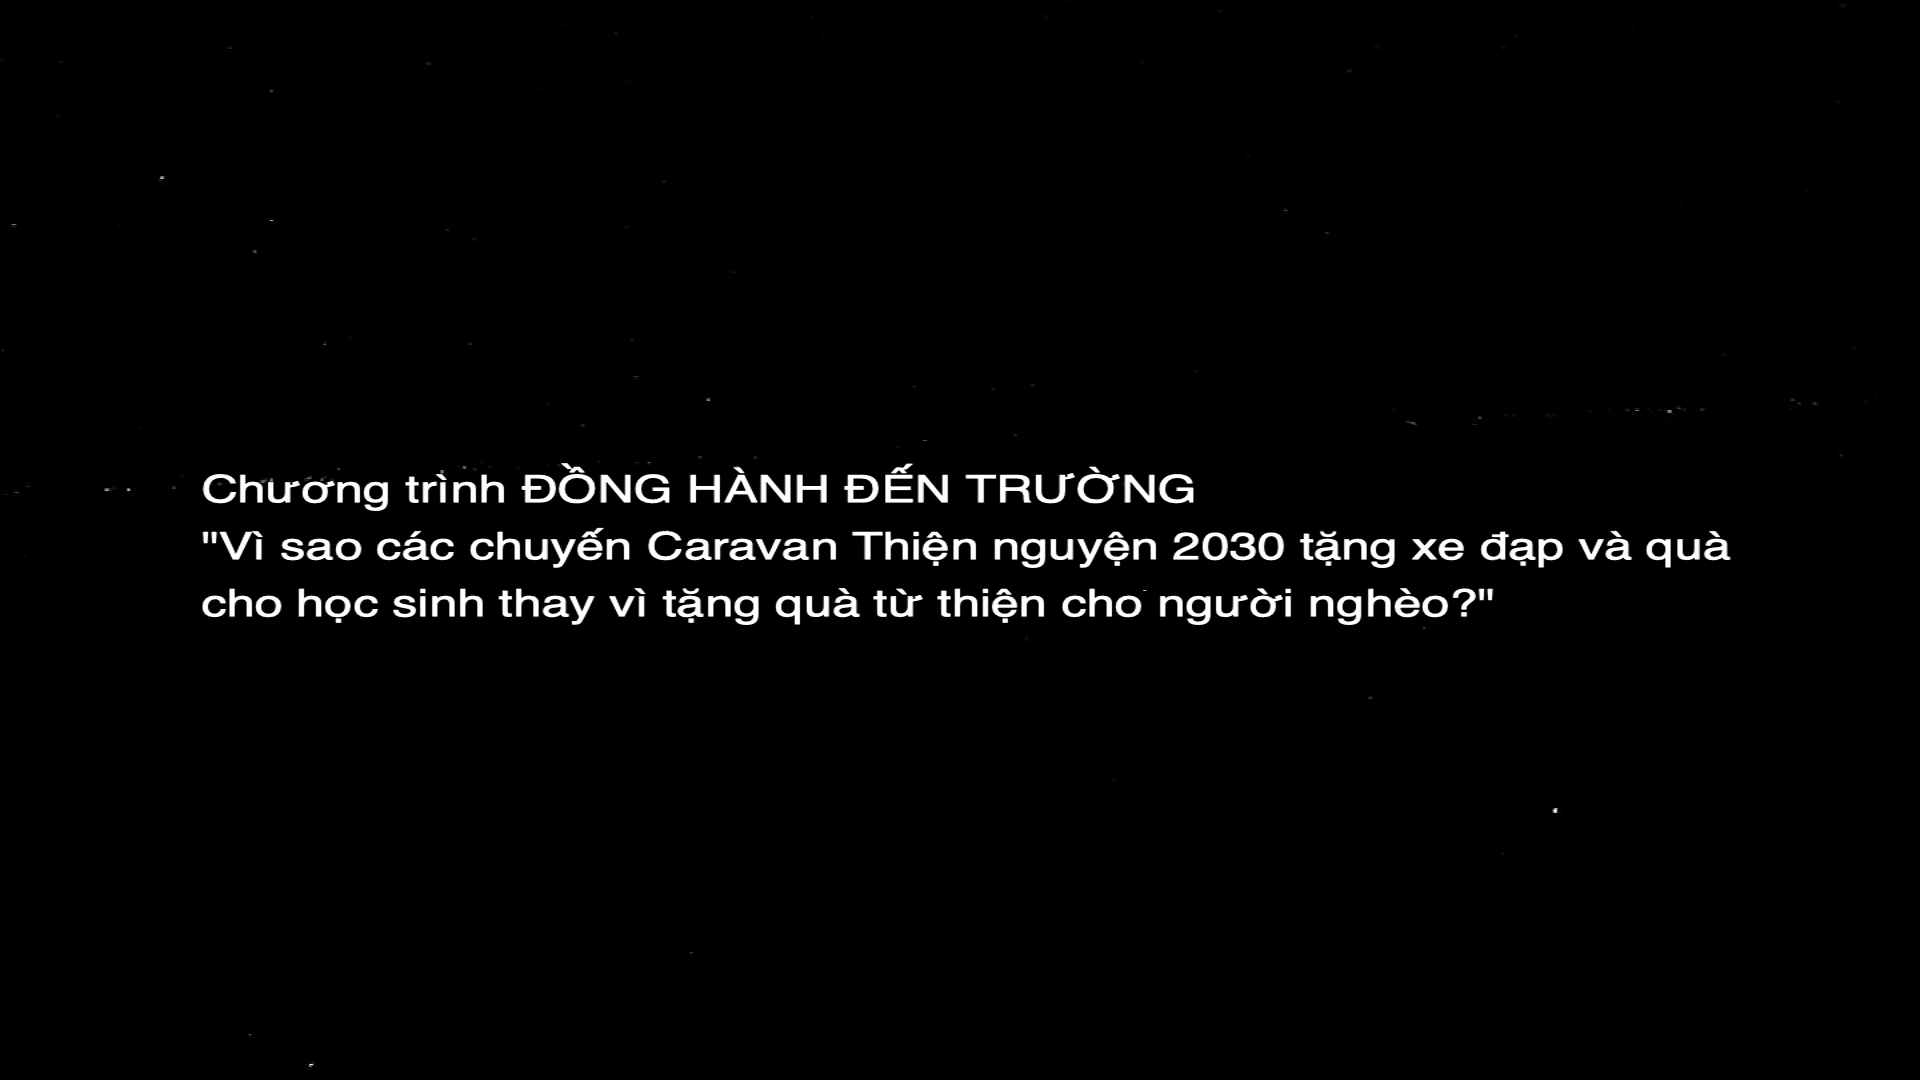 Chương trình ĐỒNG HÀNH ĐẾN TRƯỜNG
"Vì sao các chuyến Caravan Thiện nguyện 2030 tặng xe đạp và quà
cho học sinh thay vì tặng quà từ thiện cho người nghèo?"